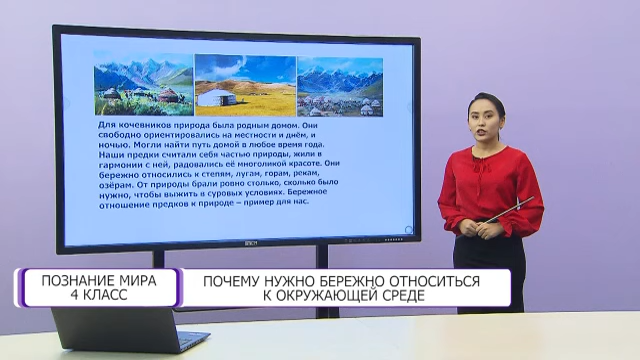 Для кочевников природа была родным домом. Они
свободно ориентировались на местности и днём, и
ночью. Могли найти путь домой в любое время года.
Наши предки считали себя частью природы, жили в
гармонии с ней, радовались её многоликой красоте. Они
бережно относились к степям, лугам, горам, рекам,
озёрам. От природы брали ровно столько, сколько было
нужно, чтобы выжить в суровых условиях. Бережное
отношение предков к природе – пример для нас.
ПОЗНАНИЕ МИРА
4 КЛАСС
ПОЧЕМУ НУЖНО БЕРЕЖНО ОТНОСИТЬСЯ
К ОКРУЖАЮЩЕЙ СРЕДЕ